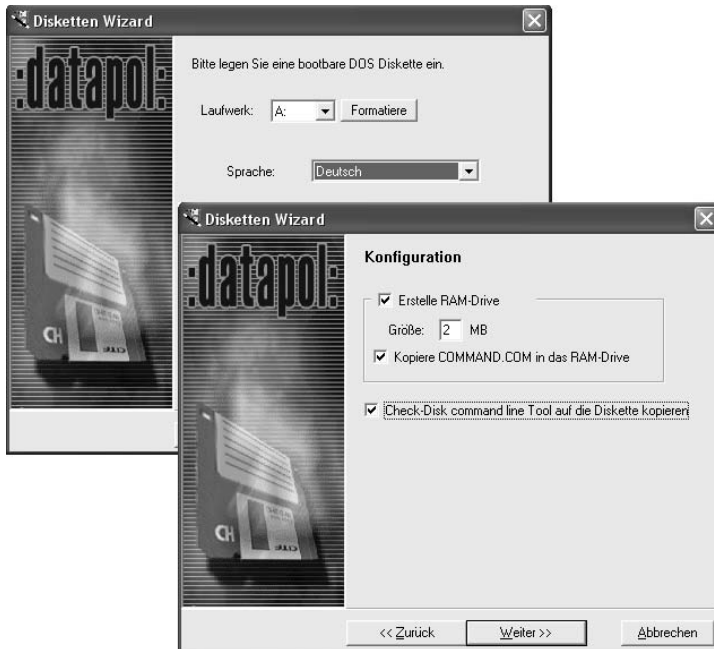 Disketten Wizard
:datapol:
Bitte legen Sie eine bootbare DOS Diskette ein.
Laufwerk: A: Formatiere
Sprache: Deutsch
CH
Disketten Wizard
:datapol:
Konfiguration
Erstelle RAM-Drive
Größe: 2 MB
Kopiere COMMAND.COM in das RAM-Drive
Check-Disk command line Tool auf die Diskette kopieren
CH
<< Zurück Weiter >> Abbrechen